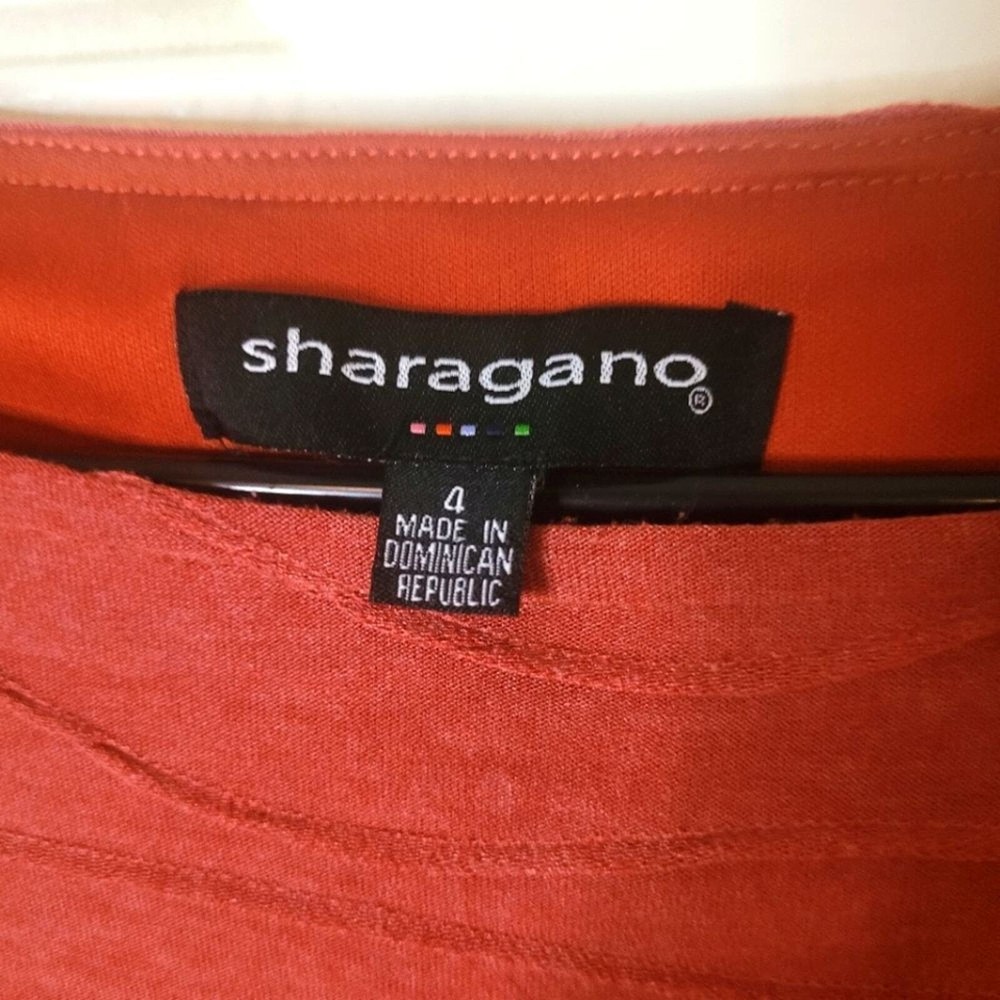 sharagano
®
4
MADE IN
DOMINICAN
REPUBLIC